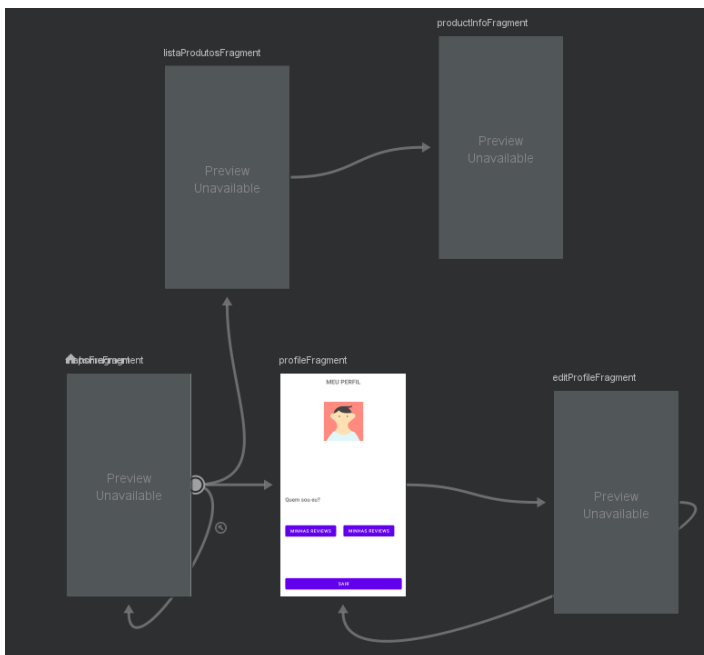 productInfoFragment
listaProdutosFragment
Preview
Unavailable
Preview
Unavailable
profileFragment
editProfileFragment
MEU PERFIL
Preview
Unavailable
Quem sou eu?
Preview
Unavailable
MINHAS REVIEWS MINHAS REVIEWS
SAIR